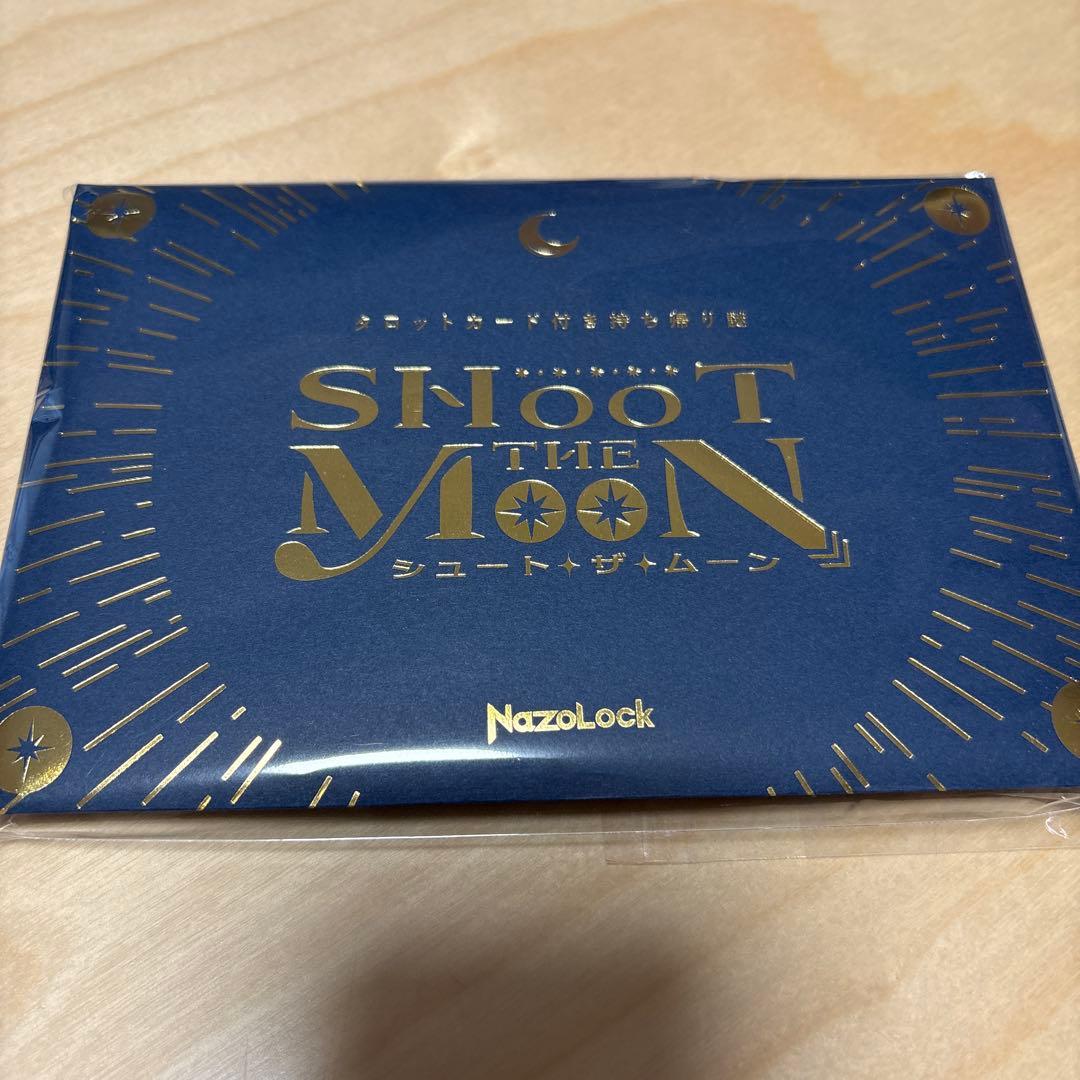 タロットカード付き持ち帰り謎
SHOOT
THE
MOON
シュート✦ザ✦ムーン
NazoLock